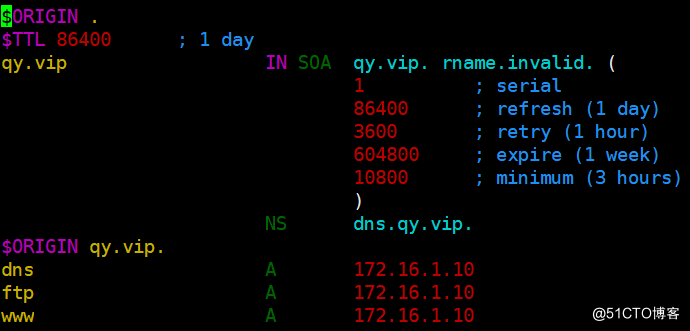 $ORIGIN .
$TTL 86400 ; 1 day
qy.vip IN SOA qy.vip. rname.invalid. (
1 ; serial
86400 ; refresh (1 day)
3600 ; retry (1 hour)
604800 ; expire (1 week)
10800 ; minimum (3 hours)
)
NS dns.qy.vip.
$ORIGIN qy.vip.
dns A 172.16.1.10
ftp A 172.16.1.10
www A 172.16.1.10
@51CTO博客